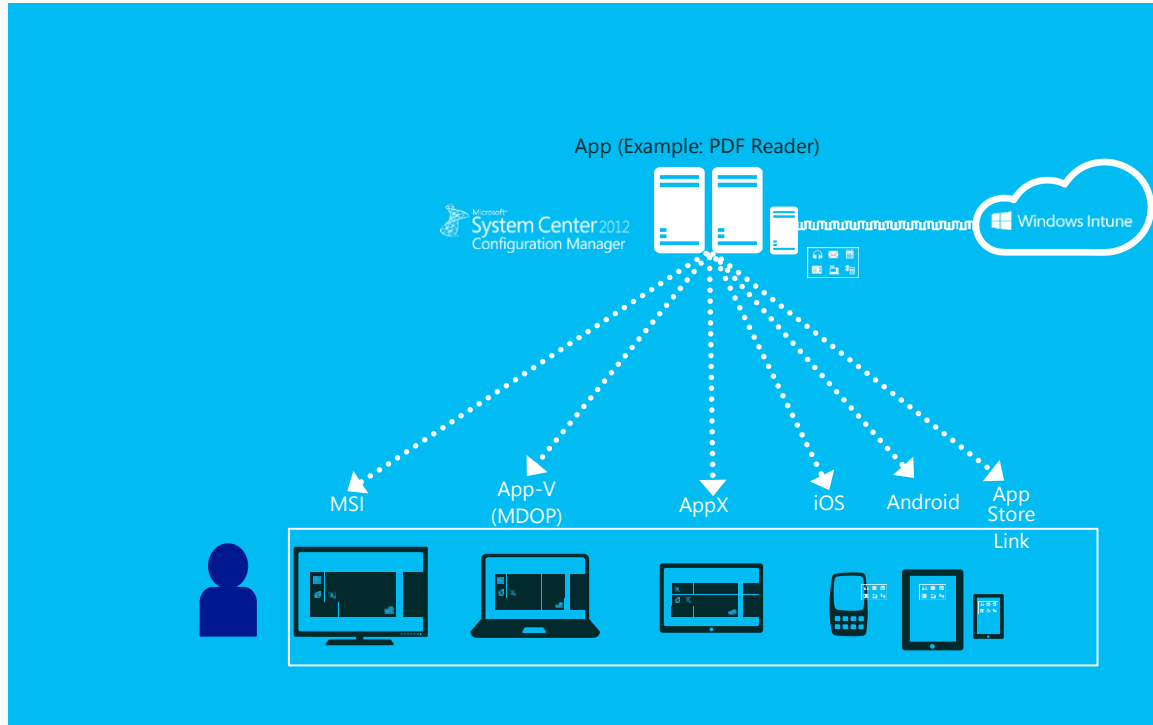 App (Example: PDF Reader)
Microsoft®
System Center 2012
Configuration Manager
Windows Intune
MSI
App-V
(MDOP)
AppX
iOS
Android
App
Store
Link